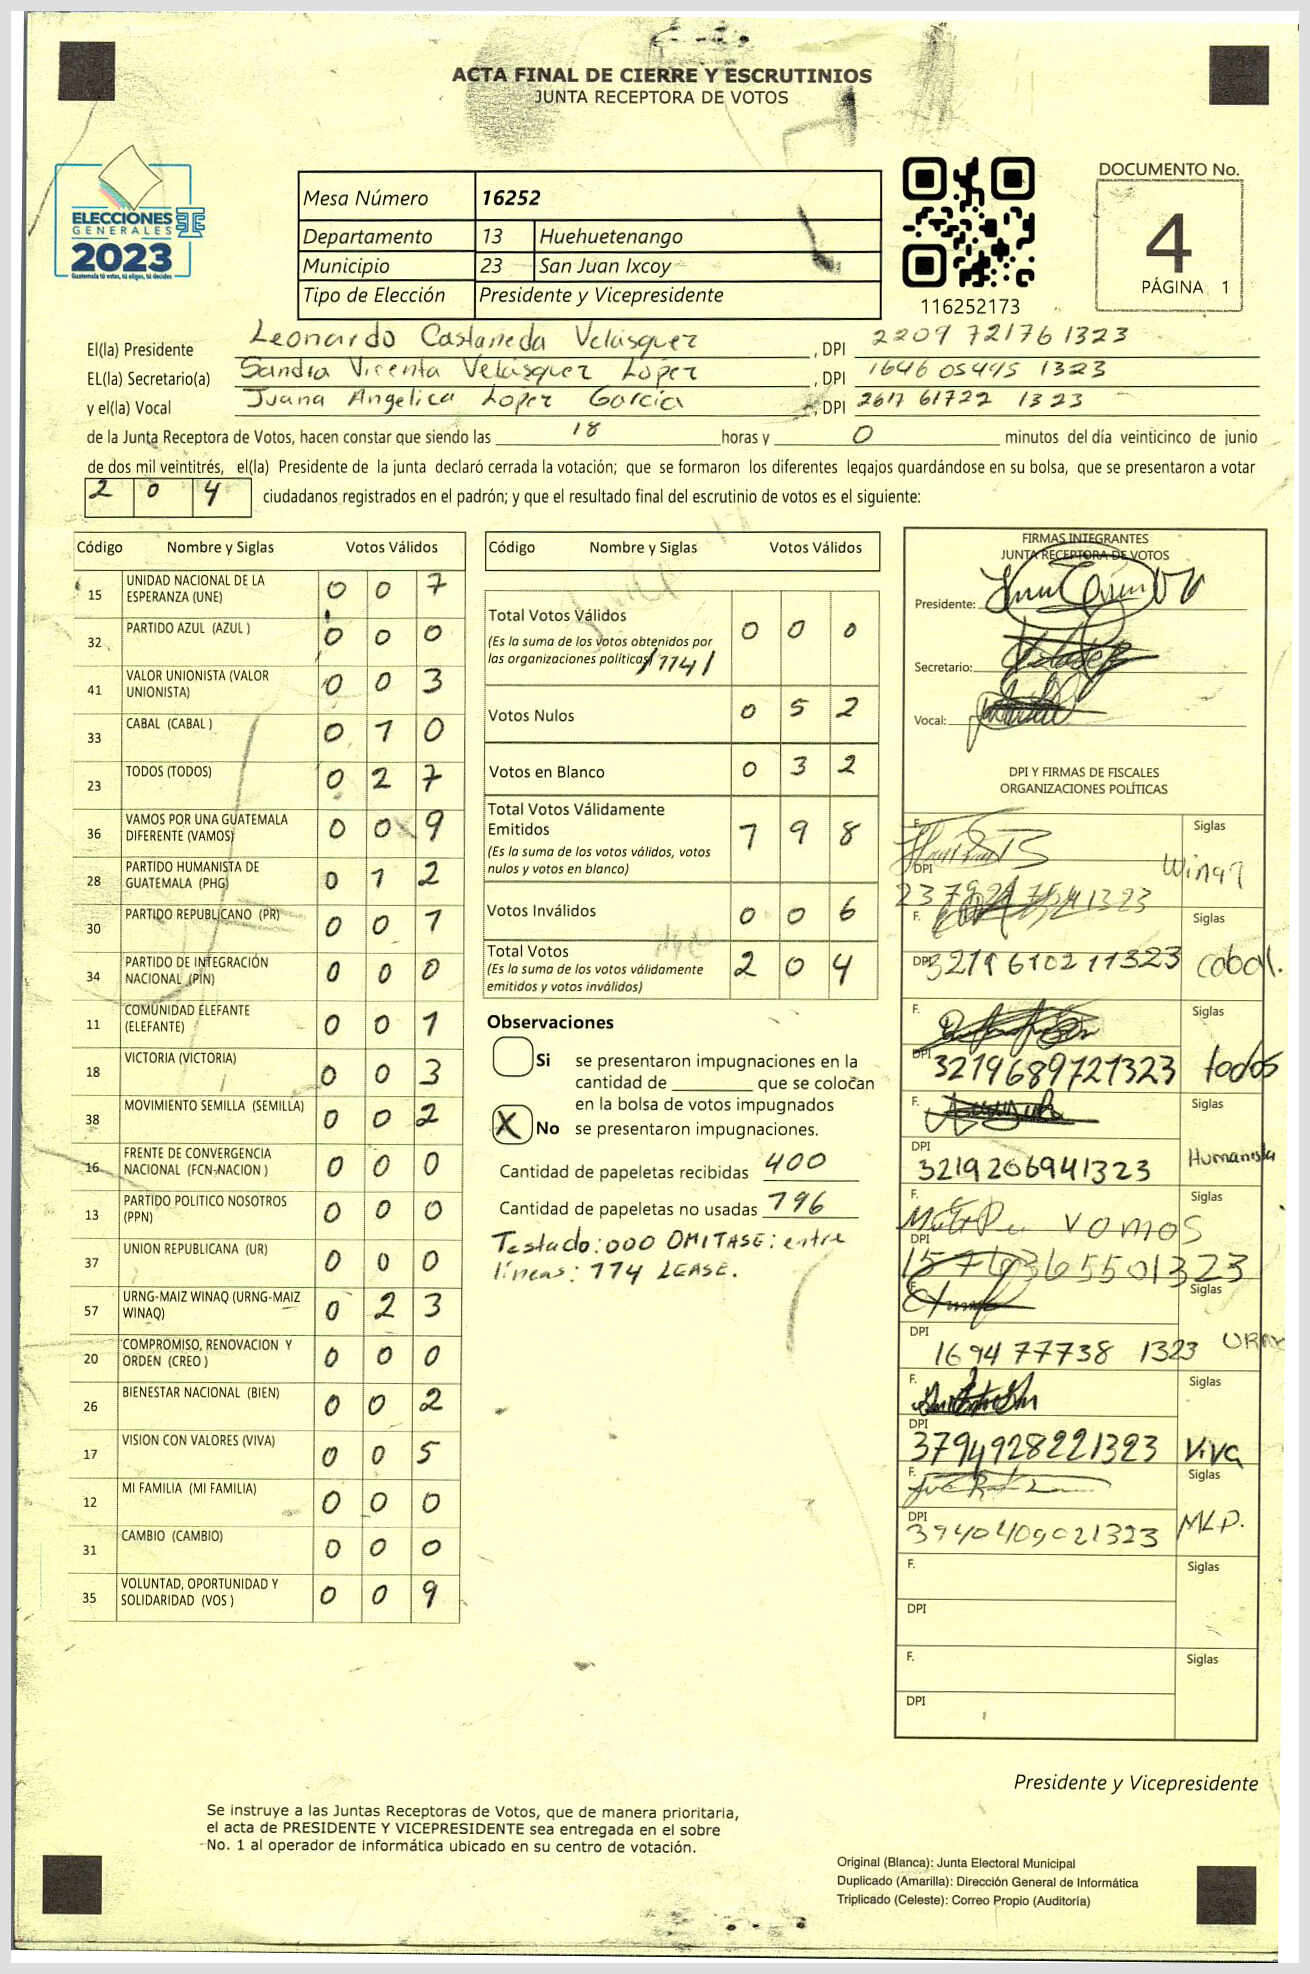 ACTA FINAL DE CIERRE Y ESCRUTINIOS
JUNTA RECEPTORA DE VOTOS
ELECCIONES
GENERALES
2023
Guatemala tú votas, tú eliges, tú decides
Mesa Número 16252
Departamento 13 Huehuetenango
Municipio 23 San Juan Ixcoy
Tipo de Elección Presidente y Vicepresidente
116252173
DOCUMENTO No.
4
PÁGINA 1
El(la) Presidente Leonardo Castañeda Velásquez , DPI 2209 72176 1323
EL(la) Secretario(a) Sandra Vicenta Velásquez López , DPI 1646 05495 1323
y el(la) Vocal Juana Angelica Lopez García , DPI 2617 61722 1323
de la Junta Receptora de Votos, hacen constar que siendo las 18 horas y 0 minutos del día veinticinco de junio
de dos mil veintitrés, el(la) Presidente de la junta declaró cerrada la votación; que se formaron los diferentes legajos guardándose en su bolsa, que se presentaron a votar
2 0 4 ciudadanos registrados en el padrón; y que el resultado final del escrutinio de votos es el siguiente:
Código Nombre y Siglas Votos Válidos
15 UNIDAD NACIONAL DE LA ESPERANZA (UNE) 0 0 7
32 PARTIDO AZUL (AZUL ) 0 0 0
41 VALOR UNIONISTA (VALOR UNIONISTA) 0 0 3
33 CABAL (CABAL ) 0 1 0
23 TODOS (TODOS) 0 2 7
36 VAMOS POR UNA GUATEMALA DIFERENTE (VAMOS) 0 0 9
28 PARTIDO HUMANISTA DE GUATEMALA (PHG) 0 1 2
30 PARTIDO REPUBLICANO (PR) 0 0 1
34 PARTIDO DE INTEGRACIÓN NACIONAL (PIN) 0 0 0
11 COMUNIDAD ELEFANTE (ELEFANTE) 0 0 1
18 VICTORIA (VICTORIA) 0 0 3
38 MOVIMIENTO SEMILLA (SEMILLA) 0 0 2
16 FRENTE DE CONVERGENCIA NACIONAL (FCN-NACION ) 0 0 0
13 PARTIDO POLITICO NOSOTROS (PPN) 0 0 0
37 UNION REPUBLICANA (UR) 0 0 0
57 URNG-MAIZ WINAQ (URNG-MAIZ WINAQ) 0 2 3
20 COMPROMISO, RENOVACION Y ORDEN (CREO ) 0 0 0
26 BIENESTAR NACIONAL (BIEN) 0 0 2
17 VISION CON VALORES (VIVA) 0 0 5
12 MI FAMILIA (MI FAMILIA) 0 0 0
31 CAMBIO (CAMBIO) 0 0 0
35 VOLUNTAD, OPORTUNIDAD Y SOLIDARIDAD (VOS ) 0 0 9
Código Nombre y Siglas Votos Válidos
Total Votos Válidos 0 0 0
(Es la suma de los votos obtenidos por
las organizaciones políticas) /114/
Votos Nulos 0 5 2
Votos en Blanco 0 3 2
Total Votos Válidamente
Emitidos 1 9 8
(Es la suma de los votos válidos, votos
nulos y votos en blanco)
Votos Inválidos 0 0 6
Total Votos 2 0 4
(Es la suma de los votos válidamente
emitidos y votos inválidos)
Observaciones
Si se presentaron impugnaciones en la
cantidad de ________ que se colocan
en la bolsa de votos impugnados
X No se presentaron impugnaciones.
Cantidad de papeletas recibidas 400
Cantidad de papeletas no usadas 196
Testado: 000 OMITASE: entre
líneas: 114 LEASE.
FIRMAS INTEGRANTES
JUNTA RECEPTORA DE VOTOS
Presidente:
Secretario:
Vocal:
DPI Y FIRMAS DE FISCALES
ORGANIZACIONES POLÍTICAS
F. Siglas
DPI Winaq
F. Siglas
DPI 3219 610211323 Cabal.
F. Siglas
DPI 3219689721323 todos
F. Siglas
DPI 3219206941323 Humanista
F. Siglas
VAMOS
DPI
F. Siglas
DPI 1694 77738 1323
F. Siglas
DPI 3794928221323 Viva
F. Siglas
DPI 3940409021323 MLP.
F. Siglas
DPI
F. Siglas
DPI
Presidente y Vicepresidente
Se instruye a las Juntas Receptoras de Votos, que de manera prioritaria,
el acta de PRESIDENTE Y VICEPRESIDENTE sea entregada en el sobre
No. 1 al operador de informática ubicado en su centro de votación.
Original (Blanca): Junta Electoral Municipal
Duplicado (Amarilla): Dirección General de Informática
Triplicado (Celeste): Correo Propio (Auditoría)